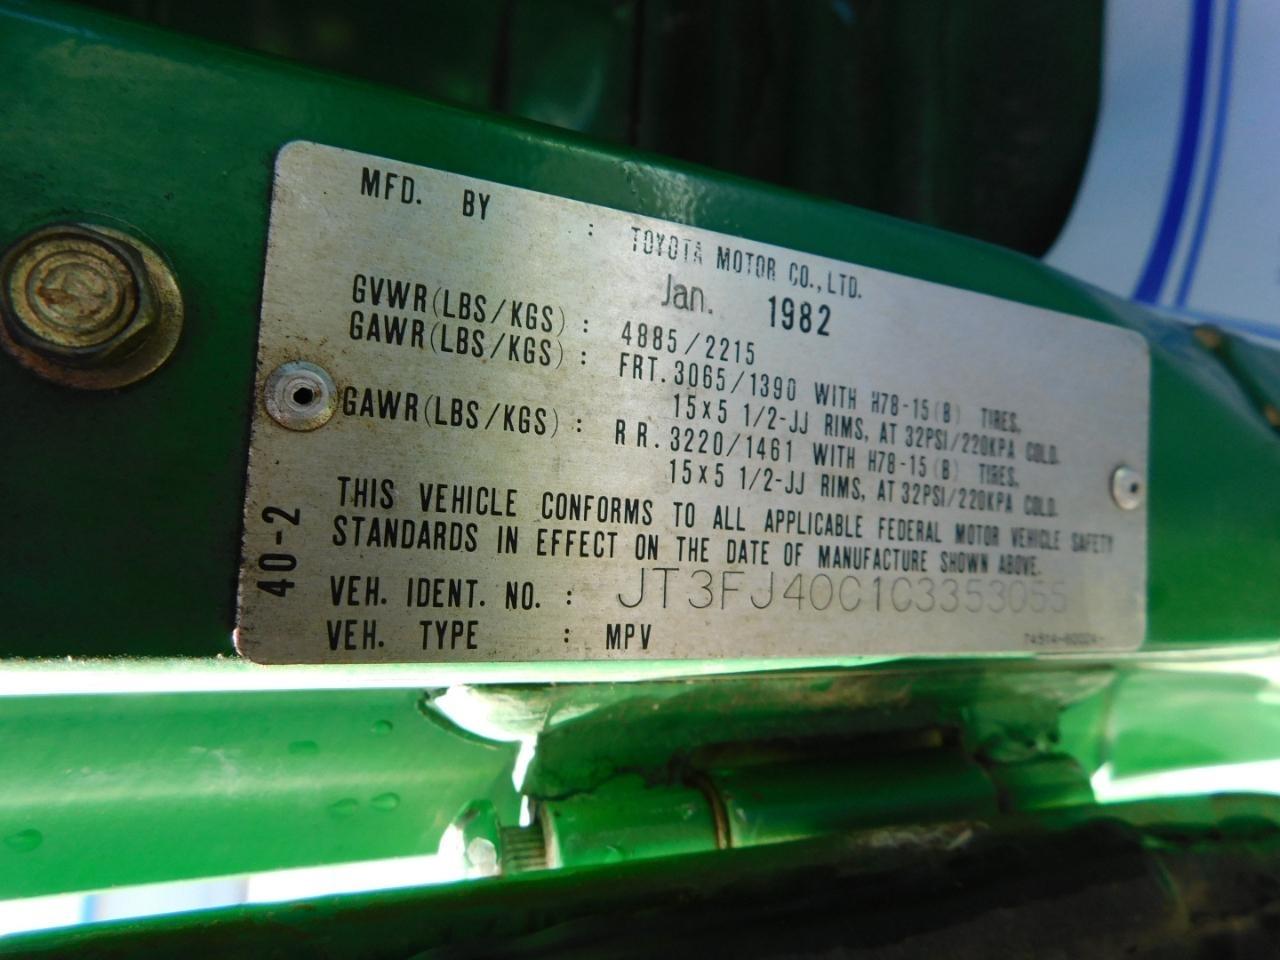 MFD. BY : TOYOTA MOTOR CO., LTD.
Jan. 1982
GVWR(LBS/KGS) : 4885/2215
GAWR(LBS/KGS) : FRT. 3065/1390 WITH H78-15(B) TIRES,
15x5 1/2-JJ RIMS, AT 32PSI/220KPA COLD.
GAWR(LBS/KGS) : RR. 3220/1461 WITH H78-15(B) TIRES,
15x5 1/2-JJ RIMS, AT 32PSI/220KPA COLD.
THIS VEHICLE CONFORMS TO ALL APPLICABLE FEDERAL MOTOR VEHICLE SAFETY
STANDARDS IN EFFECT ON THE DATE OF MANUFACTURE SHOWN ABOVE.
VEH. IDENT. NO. : JT3FJ40C1C3353055
VEH. TYPE : MPV
40-2